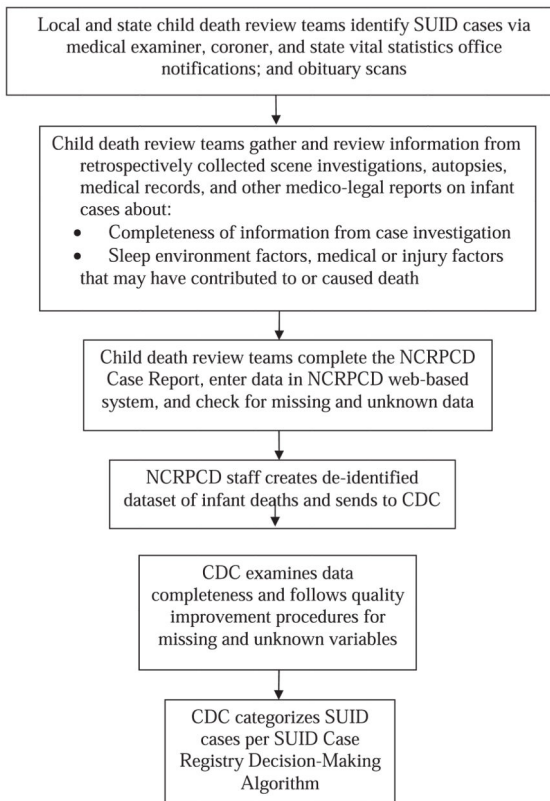 Local and state child death review teams identify SUID cases via
medical examiner, coroner, and state vital statistics office
notifications; and obituary scans
Child death review teams gather and review information from
retrospectively collected scene investigations, autopsies,
medical records, and other medico-legal reports on infant
cases about:
• Completeness of information from case investigation
• Sleep environment factors, medical or injury factors
that may have contributed to or caused death
Child death review teams complete the NCRPCD
Case Report, enter data in NCRPCD web-based
system, and check for missing and unknown data
NCRPCD staff creates de-identified
dataset of infant deaths and sends to CDC
CDC examines data
completeness and follows quality
improvement procedures for
missing and unknown variables
CDC categorizes SUID
cases per SUID Case
Registry Decision-Making
Algorithm